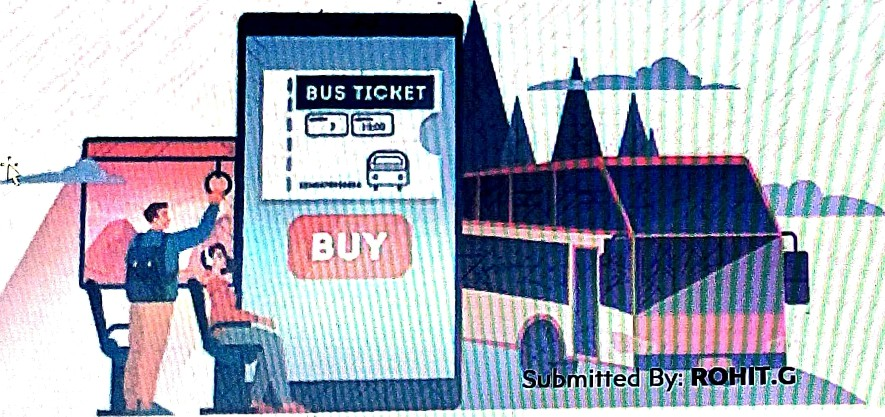 BUS TICKET
BUY
Submitted By: ROHIT.G